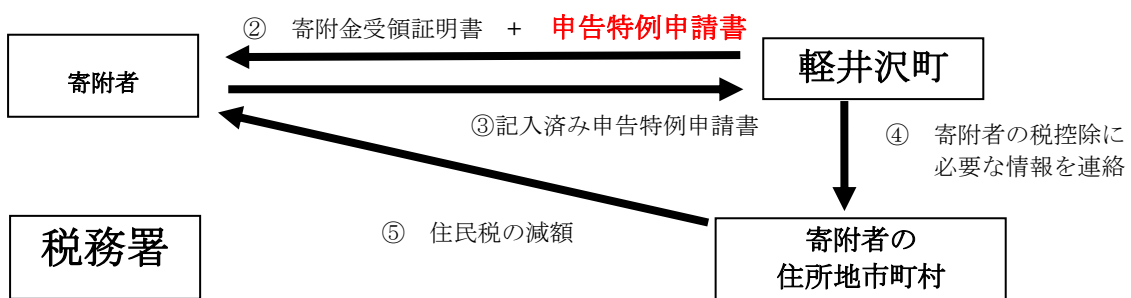 ② 寄附金受領証明書 + 申告特例申請書
寄附者
軽井沢町
③記入済み申告特例申請書
④ 寄附者の税控除に
必要な情報を連絡
⑤ 住民税の減額
税務署
寄附者の
住所地市町村